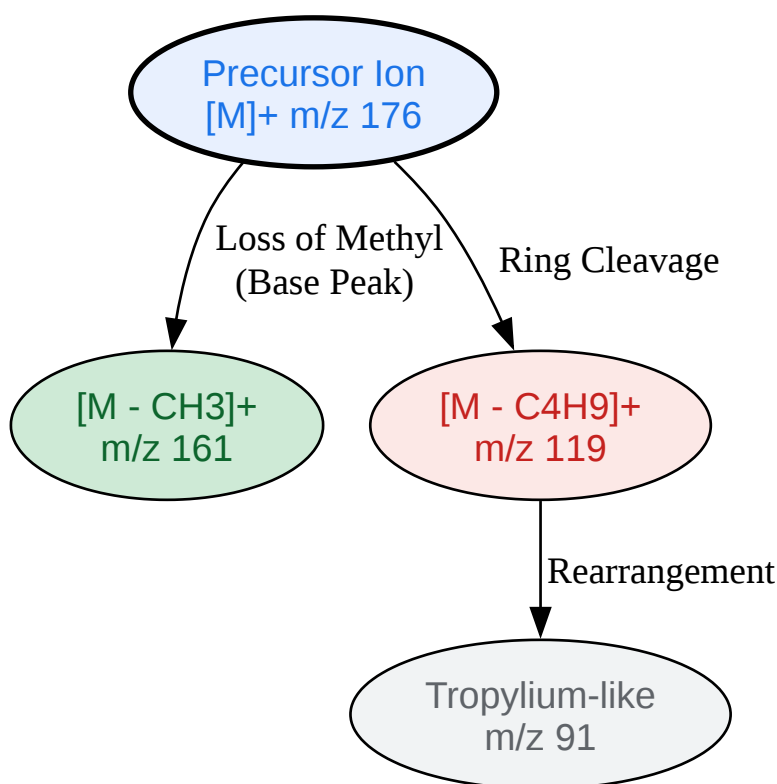 Precursor Ion
[M]+ m/z 176
Loss of Methyl
(Base Peak)
Ring Cleavage
[M - CH3]+
m/z 161
[M - C4H9]+
m/z 119
Rearrangement
Tropylium-like
m/z 91